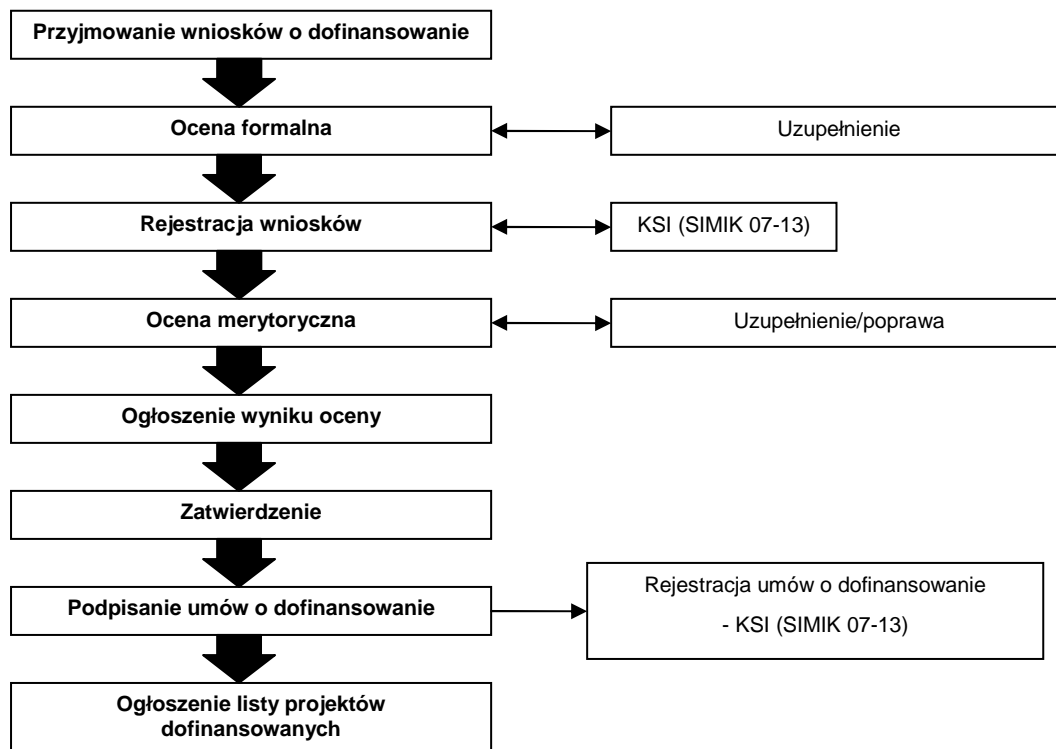 Przyjmowanie wniosków o dofinansowanie
Ocena formalna
Uzupełnienie
Rejestracja wniosków
KSI (SIMIK 07-13)
Ocena merytoryczna
Uzupełnienie/poprawa
Ogłoszenie wyniku oceny
Zatwierdzenie
Podpisanie umów o dofinansowanie
Rejestracja umów o dofinansowanie
- KSI (SIMIK 07-13)
Ogłoszenie listy projektów
dofinansowanych